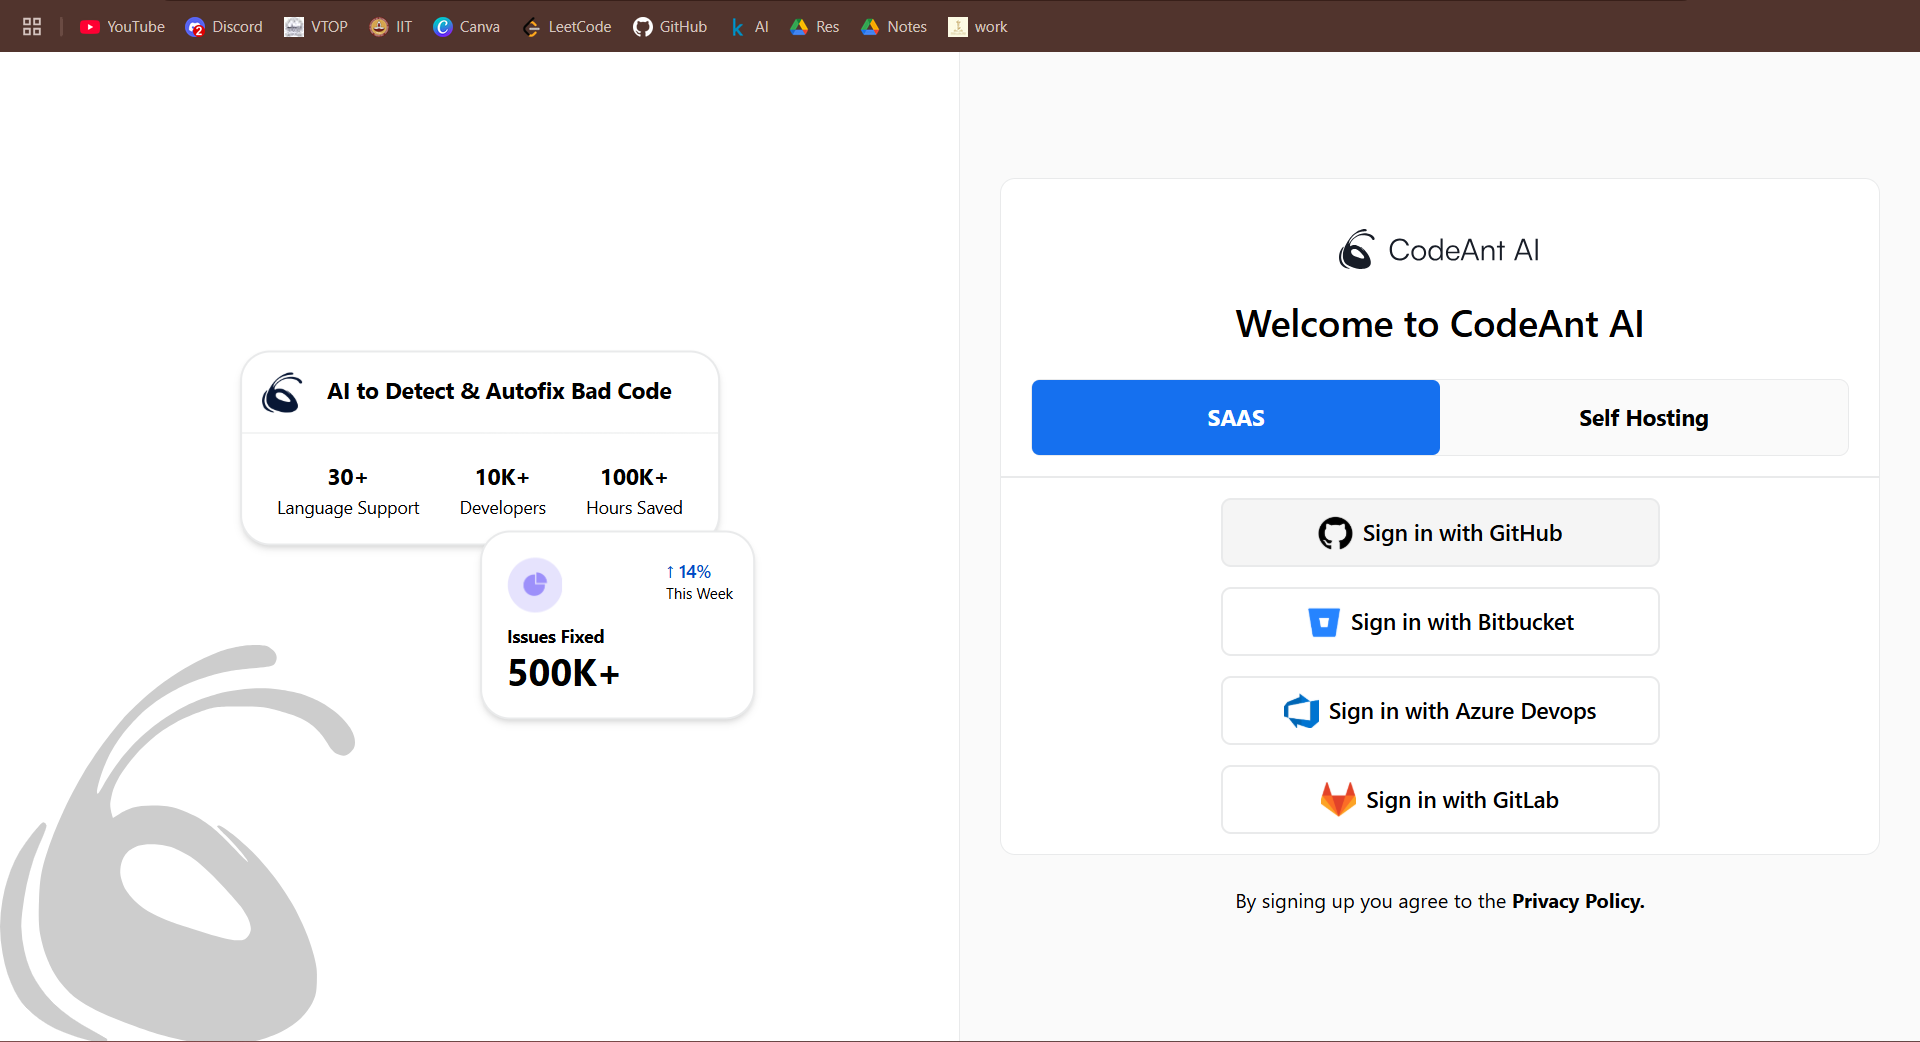 YouTube Discord VTOP IIT Canva LeetCode GitHub AI Res Notes work
2
AI to Detect & Autofix Bad Code
30+ 10K+ 100K+
Language Support Developers Hours Saved
↑ 14%
This Week
Issues Fixed
500K+
CodeAnt AI
Welcome to CodeAnt AI
SAAS Self Hosting
Sign in with GitHub
Sign in with Bitbucket
Sign in with Azure Devops
Sign in with GitLab
By signing up you agree to the Privacy Policy.